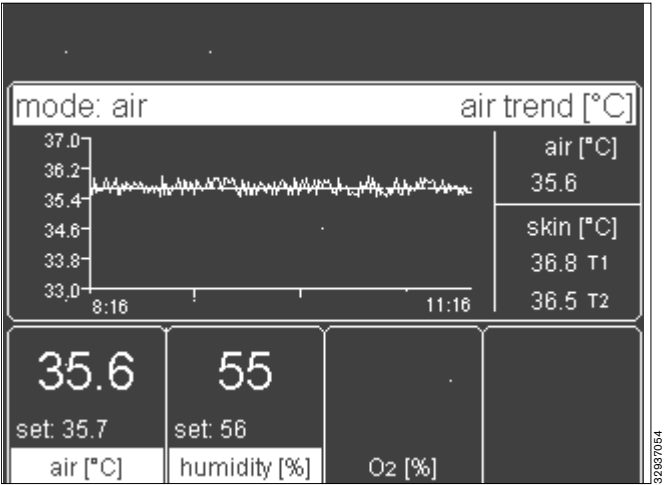 mode: air air trend [°C]
37.0
36.2
35.4
34.6
33.8
33.0
8:16 11:16
air [°C]
35.6
skin [°C]
36.8 T1
36.5 T2
35.6
set: 35.7
air [°C]
55
set: 56
humidity [%]
O2 [%]
32937054